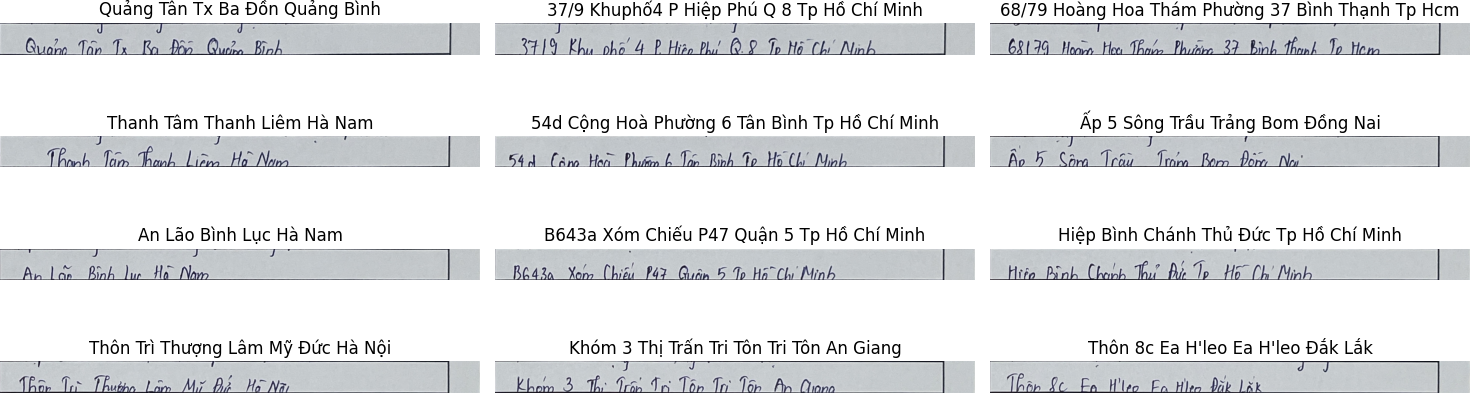 Quảng Tân Tx Ba Đồn Quảng Bình
37/9 Khuphố4 P Hiệp Phú Q 8 Tp Hồ Chí Minh
68/79 Hoàng Hoa Thám Phường 37 Bình Thạnh Tp Hcm
Quảng Tân Tx Ba Đồn Quảng Bình
37/9 Khu phố 4 P. Hiệp Phú Q.8 Tp Hồ Chí Minh
68/79 Hoàng Hoa Thám Phường 37 Bình Thạnh Tp Hcm
Thanh Tâm Thanh Liêm Hà Nam
54d Cộng Hoà Phường 6 Tân Bình Tp Hồ Chí Minh
Ấp 5 Sông Trầu Trảng Bom Đồng Nai
Thanh Tâm Thanh Liêm Hà Nam
54d Cộng Hoà Phường 6 Tân Bình Tp Hồ Chí Minh
Ấp 5 Sông Trầu Trảng Bom Đồng Nai
An Lão Bình Lục Hà Nam
B643a Xóm Chiếu P47 Quận 5 Tp Hồ Chí Minh
Hiệp Bình Chánh Thủ Đức Tp Hồ Chí Minh
An Lão Bình Lục Hà Nam
B643a Xóm Chiếu P47 Quận 5 Tp Hồ Chí Minh
Hiệp Bình Chánh Thủ Đức Tp Hồ Chí Minh
Thôn Trì Thượng Lâm Mỹ Đức Hà Nội
Khóm 3 Thị Trấn Tri Tôn Tri Tôn An Giang
Thôn 8c Ea H'leo Ea H'leo Đắk Lắk
Thôn Trì Thượng Lâm Mỹ Đức Hà Nội
Khóm 3 Thị Trấn Tri Tôn Tri Tôn An Giang
Thôn 8c Ea H'leo Ea H'leo Đắk Lắk